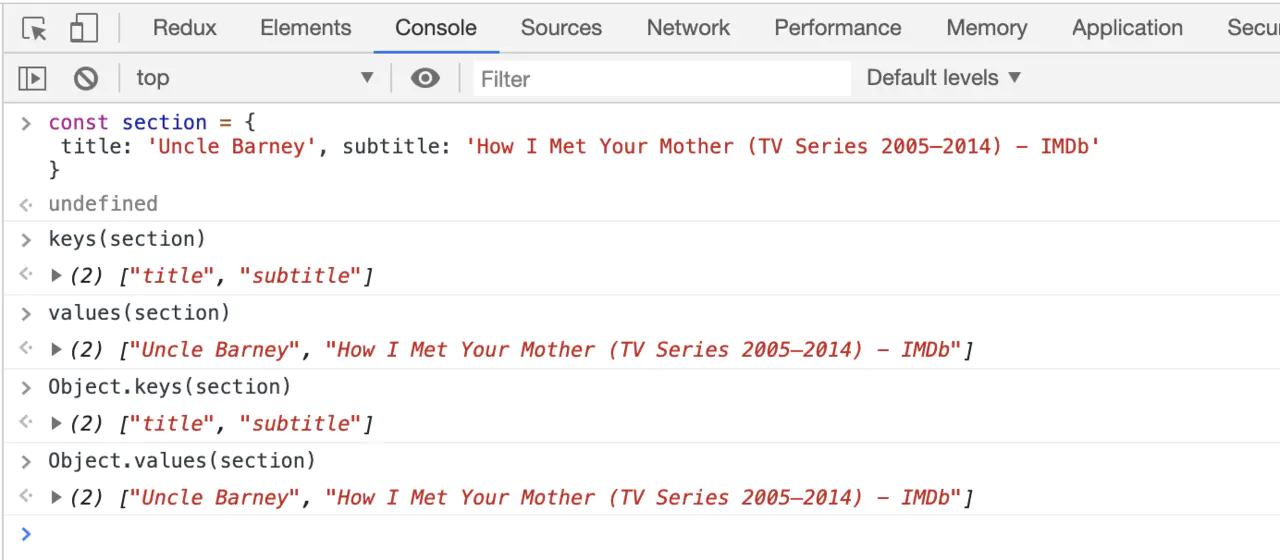 Redux Elements Console Sources Network Performance Memory Application Secu
top Filter Default levels
> const section = {
title: 'Uncle Barney', subtitle: 'How I Met Your Mother (TV Series 2005–2014) - IMDb'
}
undefined
> keys(section)
(2) ["title", "subtitle"]
> values(section)
(2) ["Uncle Barney", "How I Met Your Mother (TV Series 2005–2014) - IMDb"]
> Object.keys(section)
(2) ["title", "subtitle"]
> Object.values(section)
(2) ["Uncle Barney", "How I Met Your Mother (TV Series 2005–2014) - IMDb"]
>